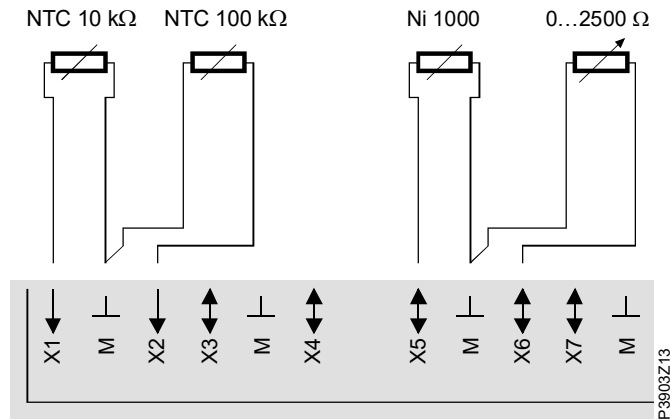 NTC 10 kΩ NTC 100 kΩ Ni 1000 0…2500 Ω
X1 M X2 X3 M X4 X5 M X6 X7 M
P3903Z13